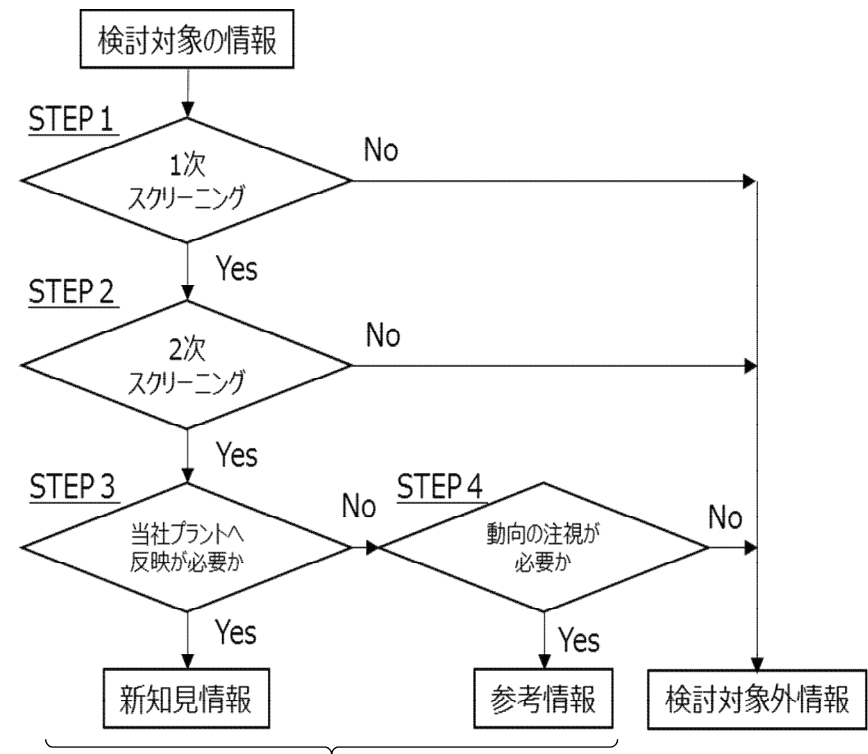 検討対象の情報
STEP 1
1次
スクリーニング
No
Yes
STEP 2
2次
スクリーニング
No
Yes
STEP 3
当社プラントへ
反映が必要か
No
STEP 4
動向の注視が
必要か
No
Yes
Yes
新知見情報
参考情報
検討対象外情報